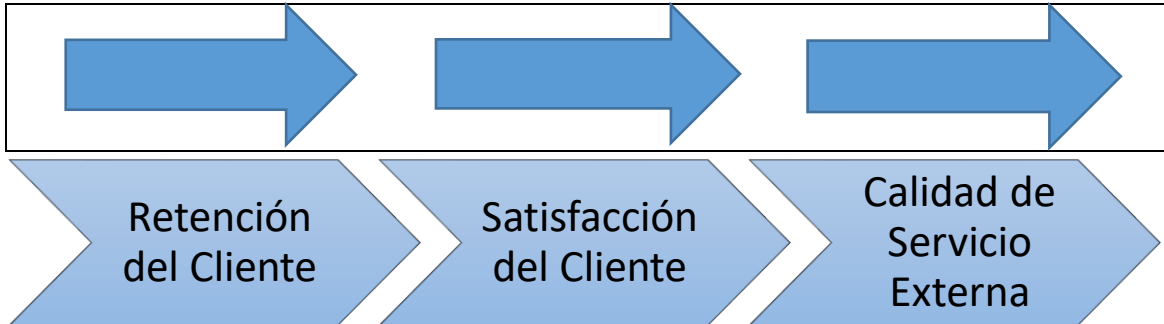 Retención
del Cliente
Satisfacción
del Cliente
Calidad de
Servicio
Externa